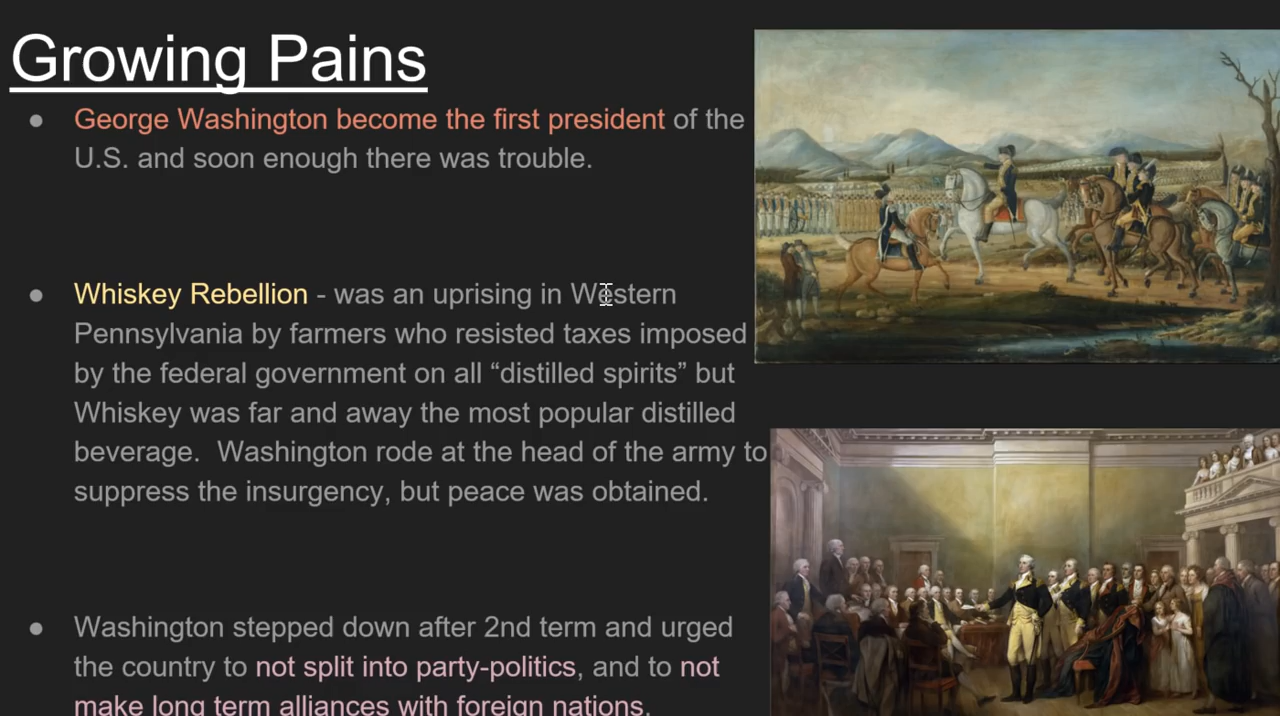 Growing Pains
● George Washington become the first president of the
U.S. and soon enough there was trouble.
● Whiskey Rebellion - was an uprising in Western
Pennsylvania by farmers who resisted taxes imposed
by the federal government on all “distilled spirits” but
Whiskey was far and away the most popular distilled
beverage.  Washington rode at the head of the army to
suppress the insurgency, but peace was obtained.
● Washington stepped down after 2nd term and urged
the country to not split into party-politics, and to not
make long term alliances with foreign nations.